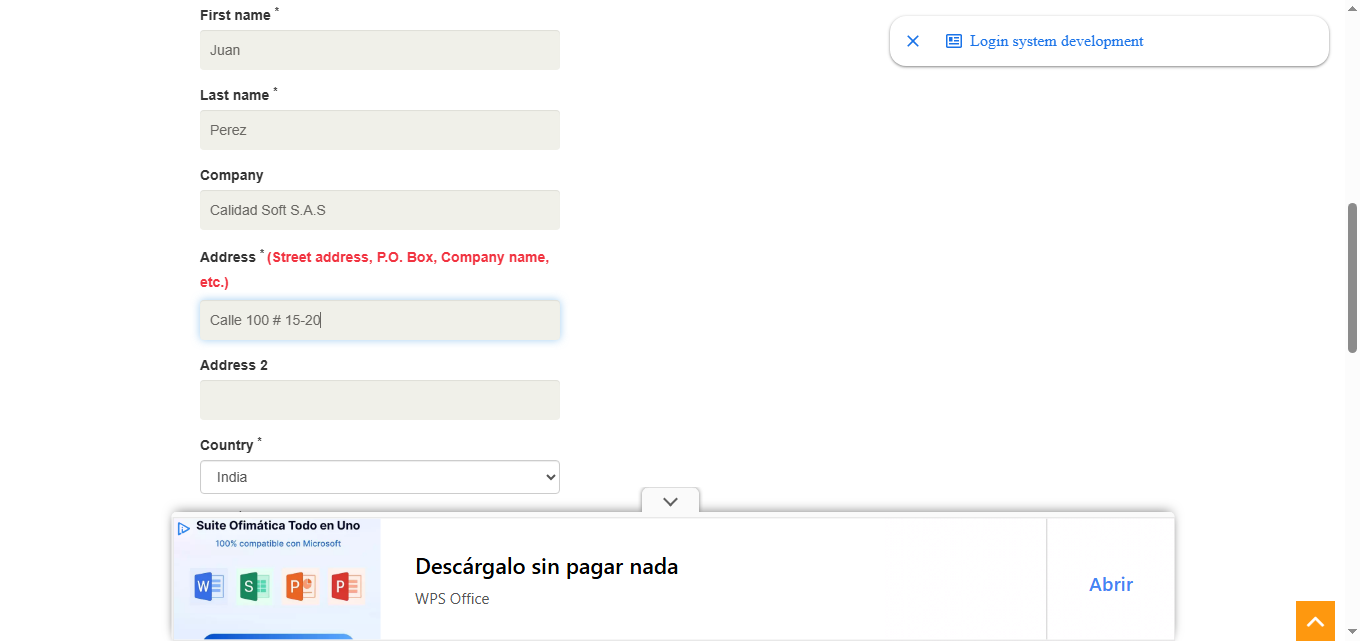 First name *
Juan
Login system development
Last name *
Perez
Company
Calidad Soft S.A.S
Address * (Street address, P.O. Box, Company name,
etc.)
Calle 100 # 15-20
Address 2
Country *
India
Suite Ofimática Todo en Uno
100% compatible con Microsoft
W S P P
Descárgalo sin pagar nada
WPS Office
Abrir